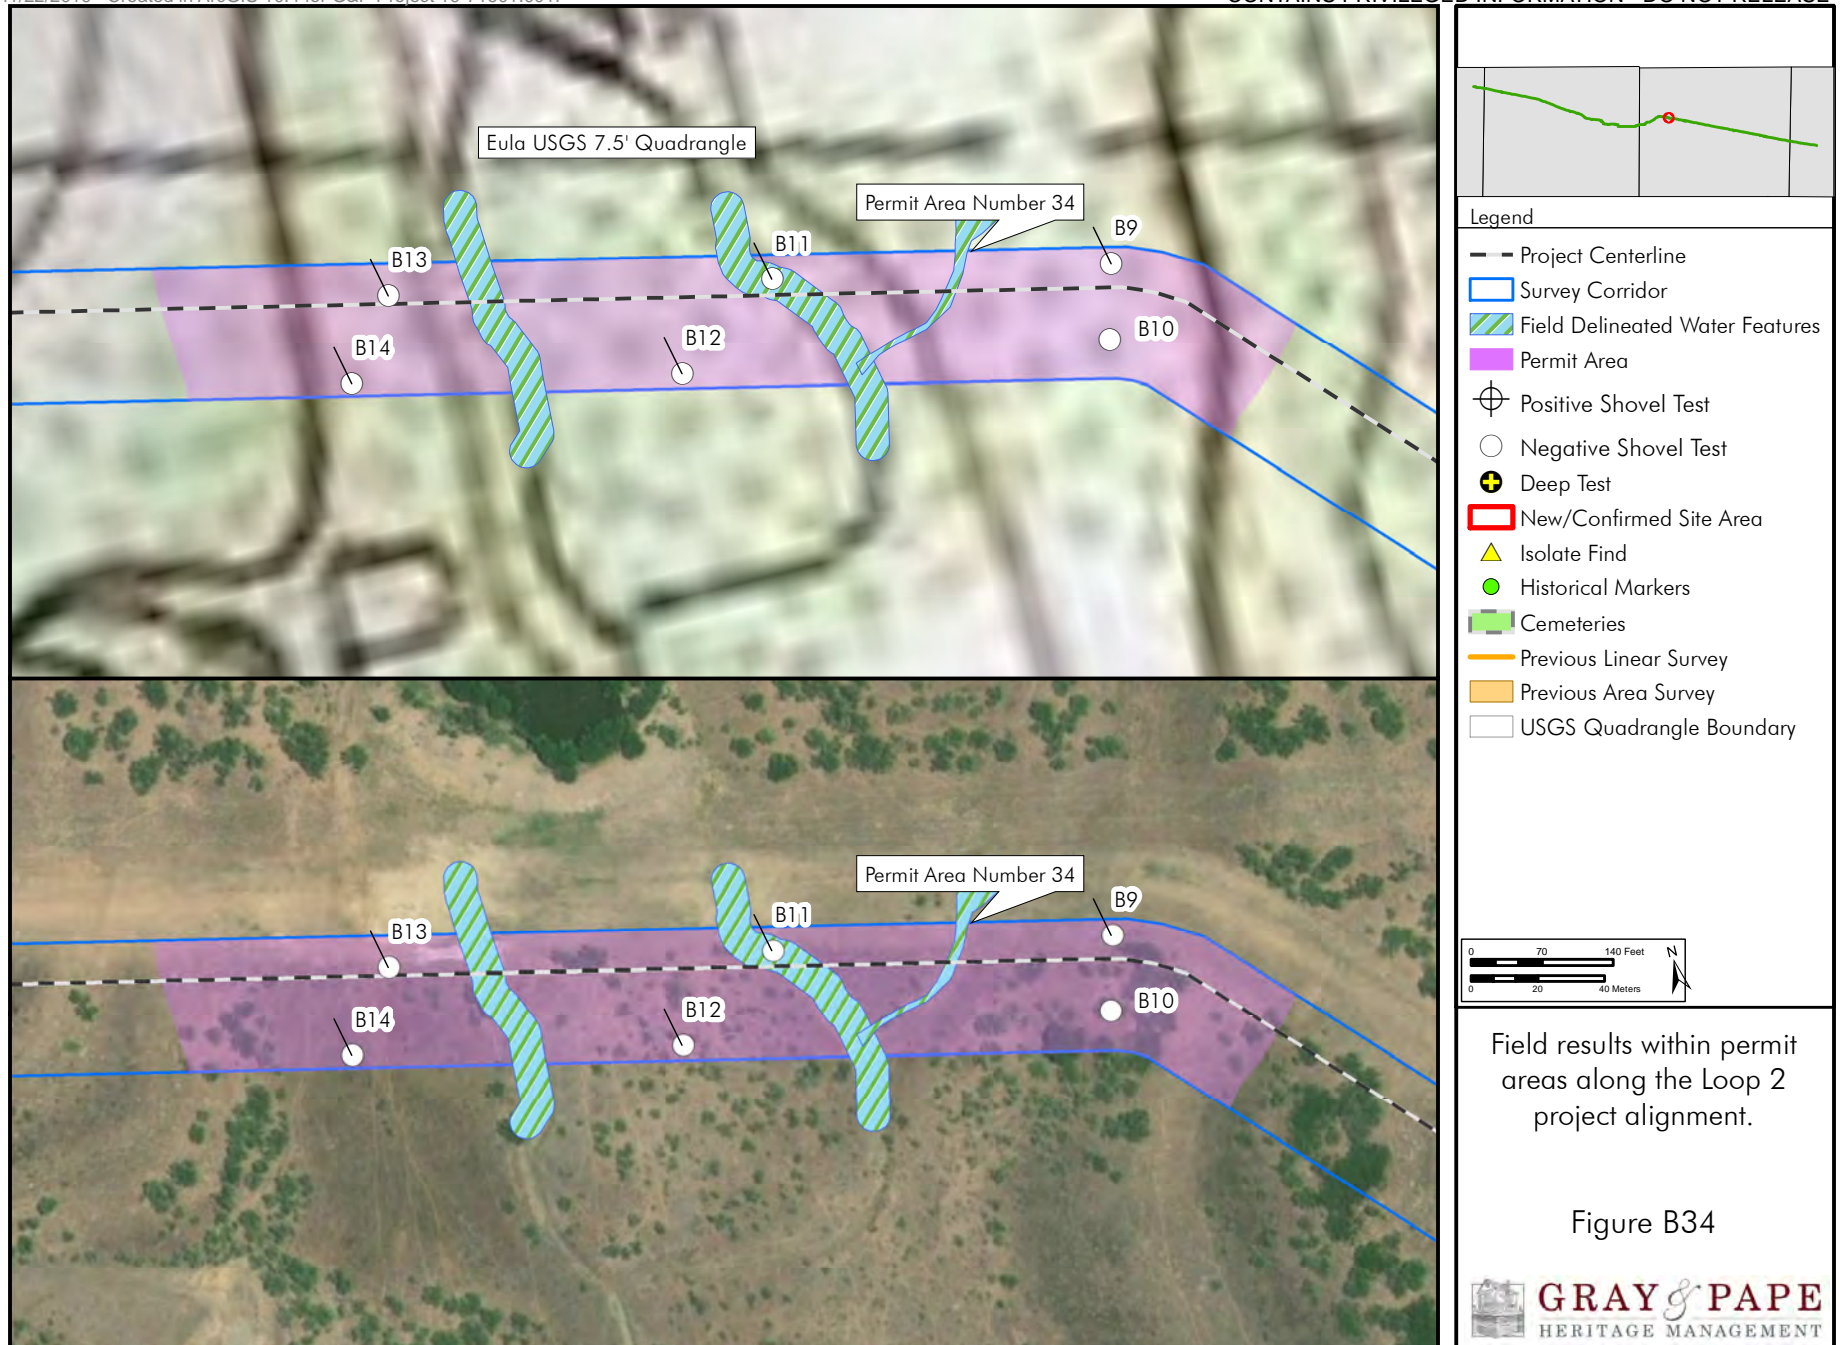 Eula USGS 7.5' Quadrangle
Permit Area Number 34
B9
B11
B13
B10
B12
B14
Permit Area Number 34
B9
B11
B13
B10
B12
B14
Legend
Project Centerline
Survey Corridor
Field Delineated Water Features
Permit Area
Positive Shovel Test
Negative Shovel Test
Deep Test
New/Confirmed Site Area
Isolate Find
Historical Markers
Cemeteries
Previous Linear Survey
Previous Area Survey
USGS Quadrangle Boundary
0 70 140 Feet
N
0 20 40 Meters
Field results within permit
areas along the Loop 2
project alignment.
Figure B34
GRAY & PAPE
HERITAGE MANAGEMENT